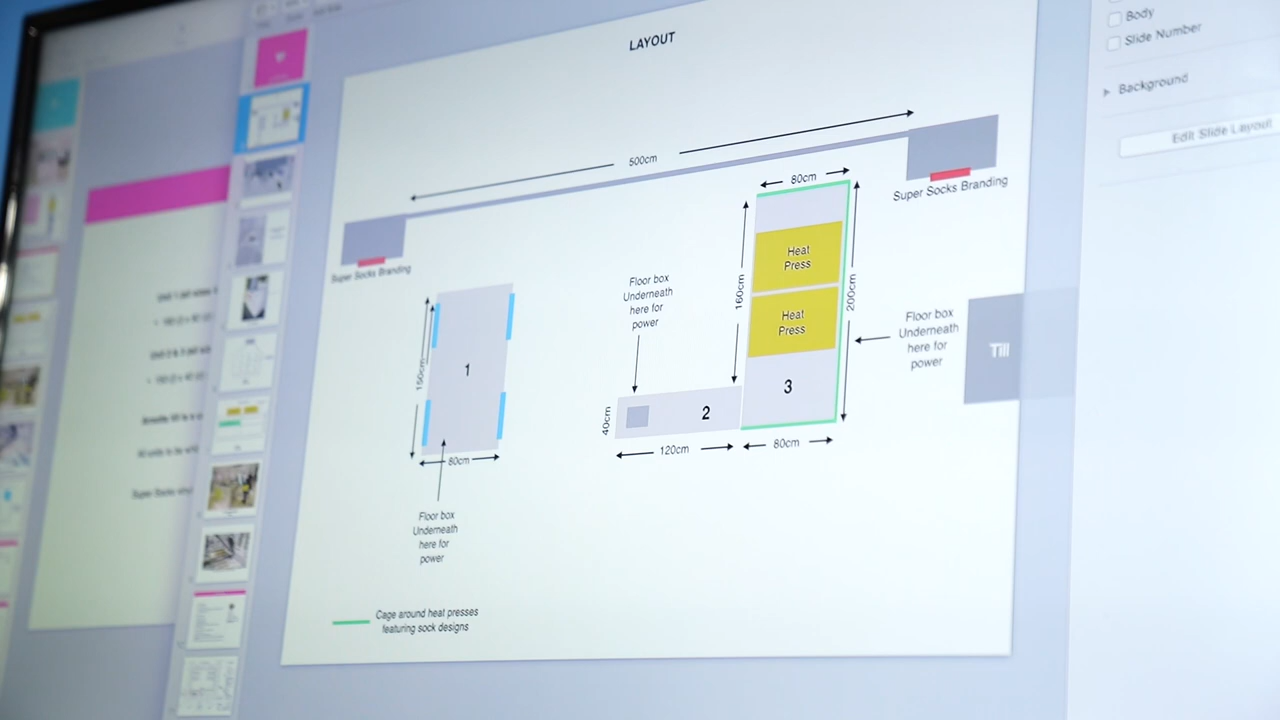 LAYOUT
500cm
80cm
Super Socks Branding
Super Socks Branding
Heat
Press
Heat
Press
160cm
200cm
Floor box
Underneath
here for
power
Floor box
Underneath
here for
power
Till
150cm
1
2
3
40cm
120cm
80cm
80cm
Floor box
Underneath
here for
power
Cage around heat presses
featuring sock designs
Body
Slide Number
Background
Edit Slide Layout